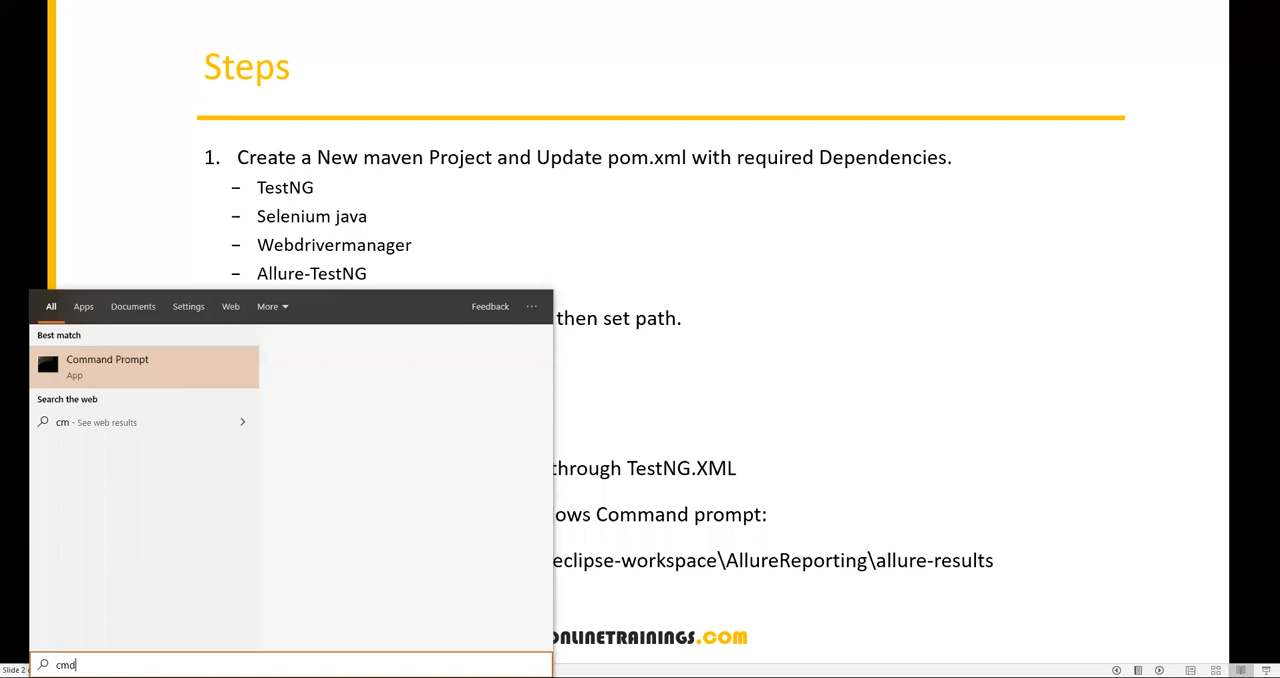 Steps
1. Create a New maven Project and Update pom.xml with required Dependencies.
– TestNG
– Selenium java
– Webdrivermanager
– Allure-TestNG
then set path.
through TestNG.XML
ows Command prompt:
eclipse-workspace\AllureReporting\allure-results
ONLINETRAININGS.COM
All Apps Documents Settings Web More Feedback ...
Best match
Command Prompt
App
Search the web
cm - See web results
cmd
Slide 2